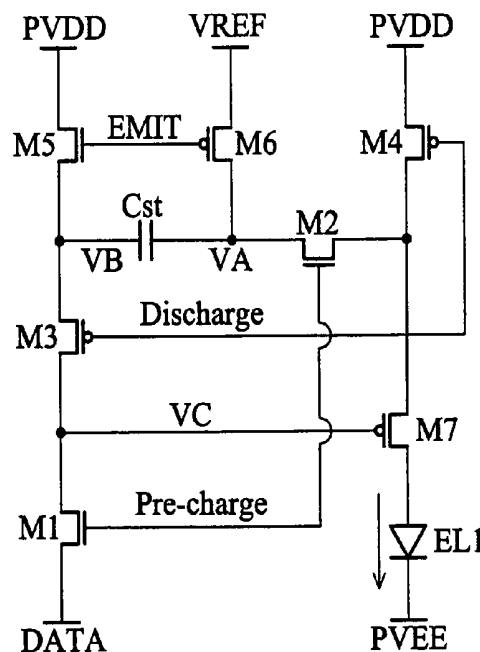 PVDD VREF PVDD
M5 EMIT M6 M4
Cst M2
VB VA
M3 Discharge
VC M7
M1 Pre-charge
EL1
DATA PVEE